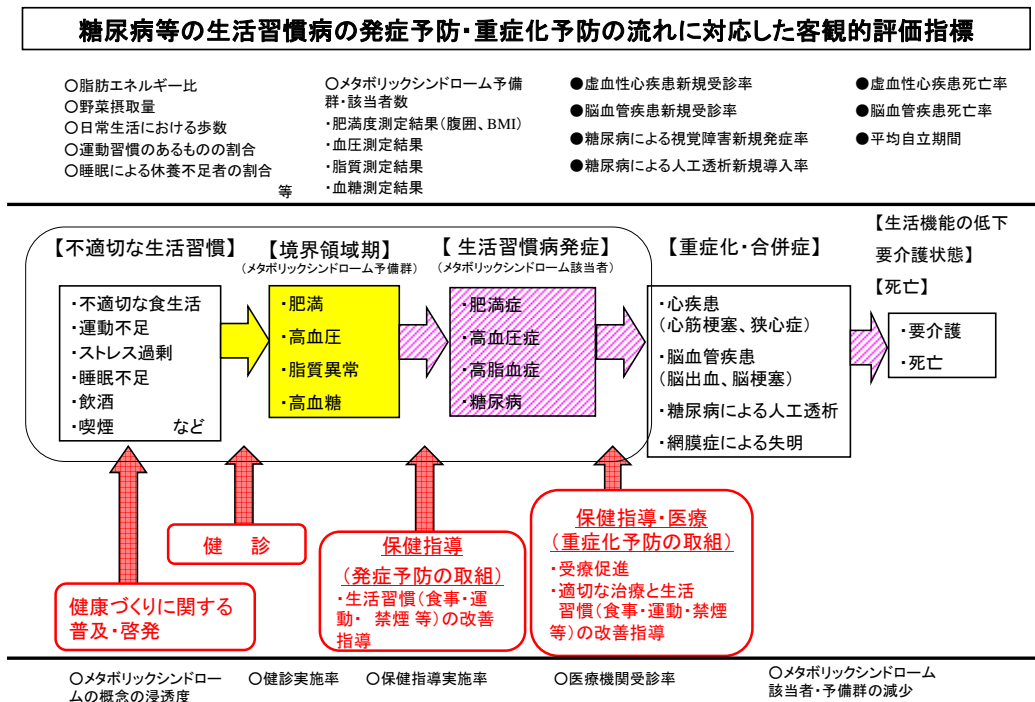 糖尿病等の生活習慣病の発症予防・重症化予防の流れに対応した客観的評価指標
○脂肪エネルギー比
○野菜摂取量
○日常生活における歩数
○運動習慣のあるものの割合
○睡眠による休養不足者の割合
等
○メタボリックシンドローム予備
群・該当者数
・肥満度測定結果(腹囲、BMI)
・血圧測定結果
・脂質測定結果
・血糖測定結果
●虚血性心疾患新規受診率
●脳血管疾患新規受診率
●糖尿病による視覚障害新規発症率
●糖尿病による人工透析新規導入率
●虚血性心疾患死亡率
●脳血管疾患死亡率
●平均自立期間
【不適切な生活習慣】
・不適切な食生活
・運動不足
・ストレス過剰
・睡眠不足
・飲酒
・喫煙 など
【境界領域期】
(メタボリックシンドローム予備群)
・肥満
・高血圧
・脂質異常
・高血糖
【 生活習慣病発症】
(メタボリックシンドローム該当者)
・肥満症
・高血圧症
・高脂血症
・糖尿病
【重症化・合併症】
・心疾患
(心筋梗塞、狭心症)
・脳血管疾患
(脳出血、脳梗塞)
・糖尿病による人工透析
・網膜症による失明
【生活機能の低下
要介護状態】
【死亡】
・要介護
・死亡
健康づくりに関する
普及・啓発
健 診
保健指導
(発症予防の取組)
・生活習慣(食事・運
動・ 禁煙 等)の改善
指導
保健指導・医療
(重症化予防の取組)
・受療促進
・適切な治療と生活
習慣(食事・運動・禁煙
等)の改善指導
○メタボリックシンドロー
ムの概念の浸透度
○健診実施率
○保健指導実施率
○医療機関受診率
○メタボリックシンドローム
該当者・予備群の減少